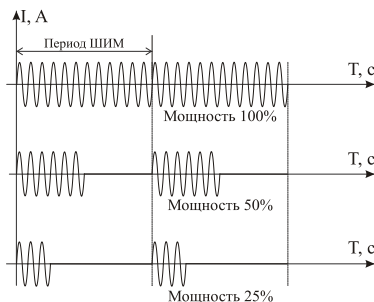 I, A
Период ШИМ
T, c
Мощность 100%
T, c
Мощность 50%
T, c
Мощность 25%